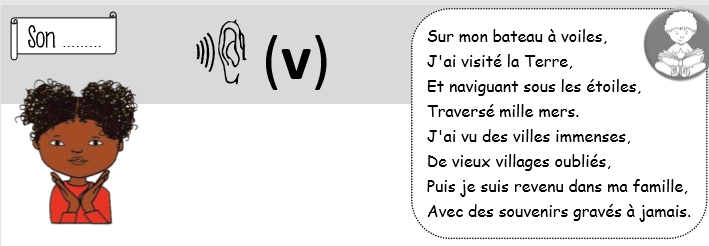 Son .........
(v)
Sur mon bateau à voiles,
J'ai visité la Terre,
Et naviguant sous les étoiles,
Traversé mille mers.
J'ai vu des villes immenses,
De vieux villages oubliés,
Puis je suis revenu dans ma famille,
Avec des souvenirs gravés à jamais.